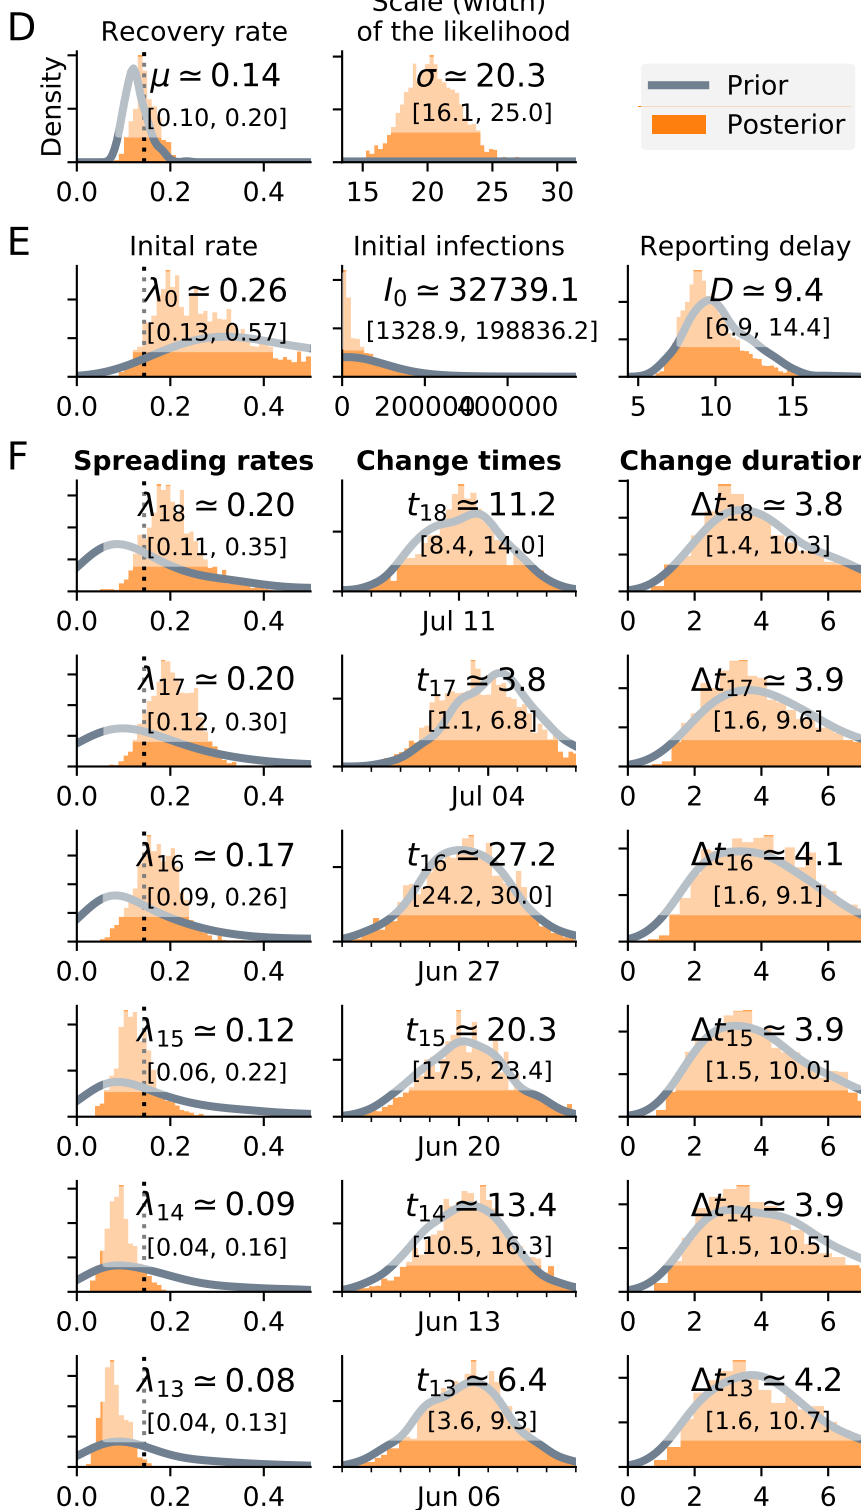 D
Recovery rate
Scale (width)
of the likelihood
Density
μ ≃ 0.14
[0.10, 0.20]
σ ≃ 20.3
[16.1, 25.0]
Prior
Posterior
0.0 0.2 0.4
15 20 25 30
E
Inital rate
Initial infections
Reporting delay
λ0 ≃ 0.26
[0.13, 0.57]
I0 ≃ 32739.1
[1328.9, 198836.2]
D ≃ 9.4
[6.9, 14.4]
0.0 0.2 0.4
0 200000 400000
5 10 15
F
Spreading rates
Change times
Change duration
λ18 ≃ 0.20
[0.11, 0.35]
t18 ≃ 11.2
[8.4, 14.0]
Δt18 ≃ 3.8
[1.4, 10.3]
0.0 0.2 0.4
Jul 11
0 2 4 6
λ17 ≃ 0.20
[0.12, 0.30]
t17 ≃ 3.8
[1.1, 6.8]
Δt17 ≃ 3.9
[1.6, 9.6]
0.0 0.2 0.4
Jul 04
0 2 4 6
λ16 ≃ 0.17
[0.09, 0.26]
t16 ≃ 27.2
[24.2, 30.0]
Δt16 ≃ 4.1
[1.6, 9.1]
0.0 0.2 0.4
Jun 27
0 2 4 6
λ15 ≃ 0.12
[0.06, 0.22]
t15 ≃ 20.3
[17.5, 23.4]
Δt15 ≃ 3.9
[1.5, 10.0]
0.0 0.2 0.4
Jun 20
0 2 4 6
λ14 ≃ 0.09
[0.04, 0.16]
t14 ≃ 13.4
[10.5, 16.3]
Δt14 ≃ 3.9
[1.5, 10.5]
0.0 0.2 0.4
Jun 13
0 2 4 6
λ13 ≃ 0.08
[0.04, 0.13]
t13 ≃ 6.4
[3.6, 9.3]
Δt13 ≃ 4.2
[1.6, 10.7]
0.0 0.2 0.4
Jun 06
0 2 4 6